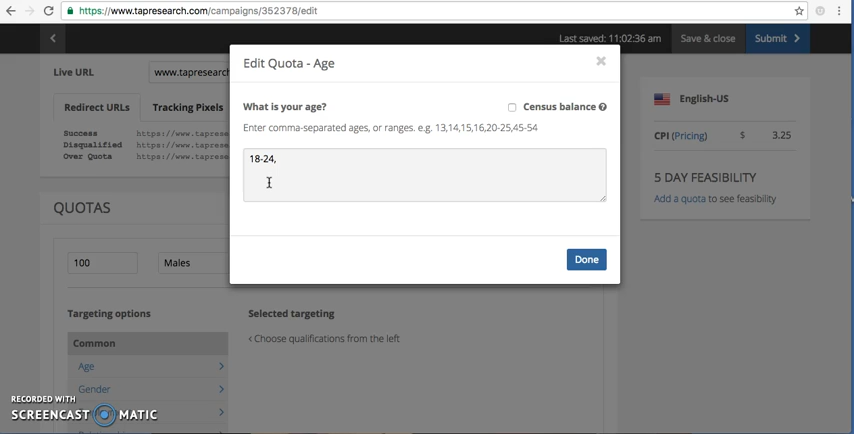 https://www.tapresearch.com/campaigns/352378/edit
Last saved: 11:02:36 am
Save & close
Submit
Live URL
www.tapresearch
Redirect URLs
Tracking Pixels
Success https://www.taprese
Disqualified https://www.taprese
Over Quota https://www.taprese
QUOTAS
100
Males
Targeting options
Selected targeting
Common
< Choose qualifications from the left
Age
Gender
Edit Quota - Age
What is your age?
Census balance
Enter comma-separated ages, or ranges. e.g. 13,14,15,16,20-25,45-54
18-24,
Done
English-US
CPI (Pricing) $ 3.25
5 DAY FEASIBILITY
Add a quota to see feasibility
RECORDED WITH
SCREENCAST MATIC